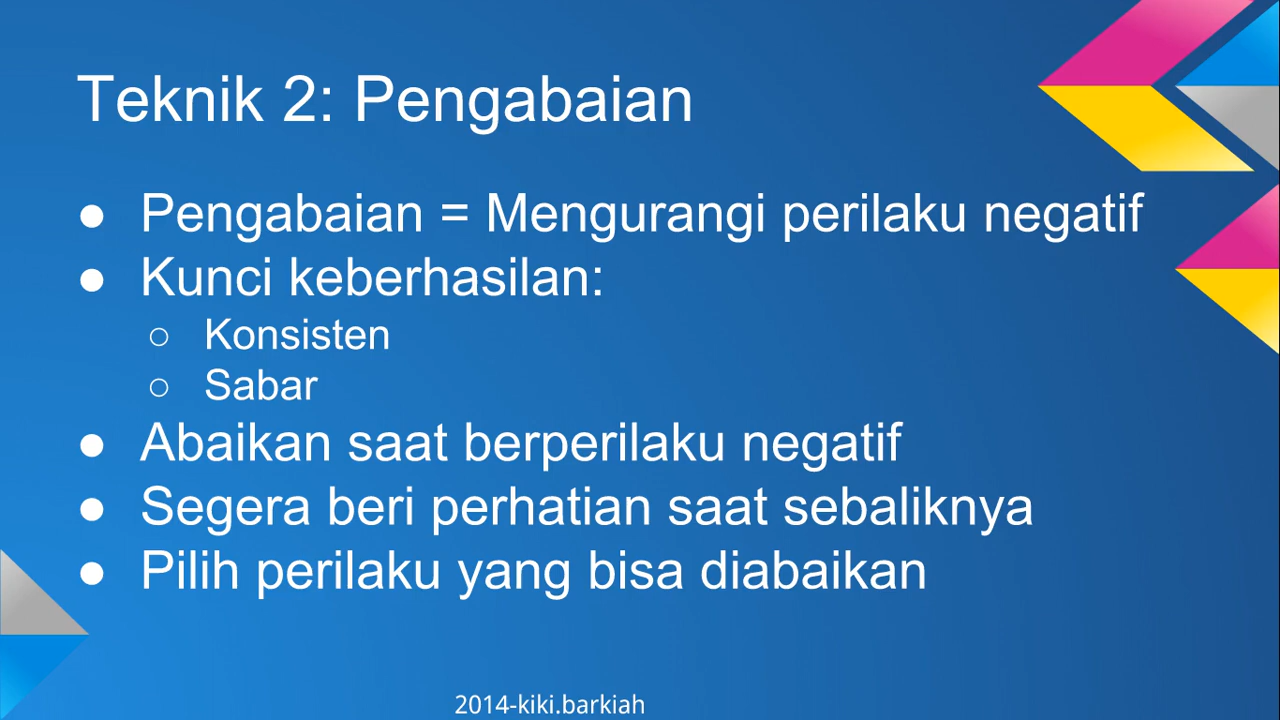 Teknik 2: Pengabaian
● Pengabaian = Mengurangi perilaku negatif
● Kunci keberhasilan:
○ Konsisten
○ Sabar
● Abaikan saat berperilaku negatif
● Segera beri perhatian saat sebaliknya
● Pilih perilaku yang bisa diabaikan
2014-kiki.barkiah